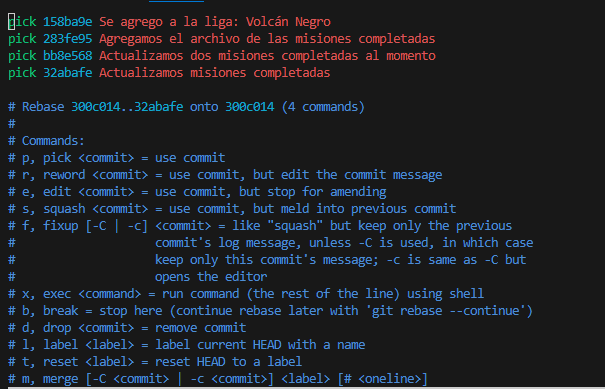 pick 158ba9e Se agrego a la liga: Volcán Negro
pick 283fe95 Agregamos el archivo de las misiones completadas
pick bb8e568 Actualizamos dos misiones completadas al momento
pick 32abafe Actualizamos misiones completadas

# Rebase 300c014..32abafe onto 300c014 (4 commands)
#
# Commands:
# p, pick <commit> = use commit
# r, reword <commit> = use commit, but edit the commit message
# e, edit <commit> = use commit, but stop for amending
# s, squash <commit> = use commit, but meld into previous commit
# f, fixup [-C | -c] <commit> = like "squash" but keep only the previous
#                    commit's log message, unless -C is used, in which case
#                    keep only this commit's message; -c is same as -C but
#                    opens the editor
# x, exec <command> = run command (the rest of the line) using shell
# b, break = stop here (continue rebase later with 'git rebase --continue')
# d, drop <commit> = remove commit
# l, label <label> = label current HEAD with a name
# t, reset <label> = reset HEAD to a label
# m, merge [-C <commit> | -c <commit>] <label> [# <oneline>]